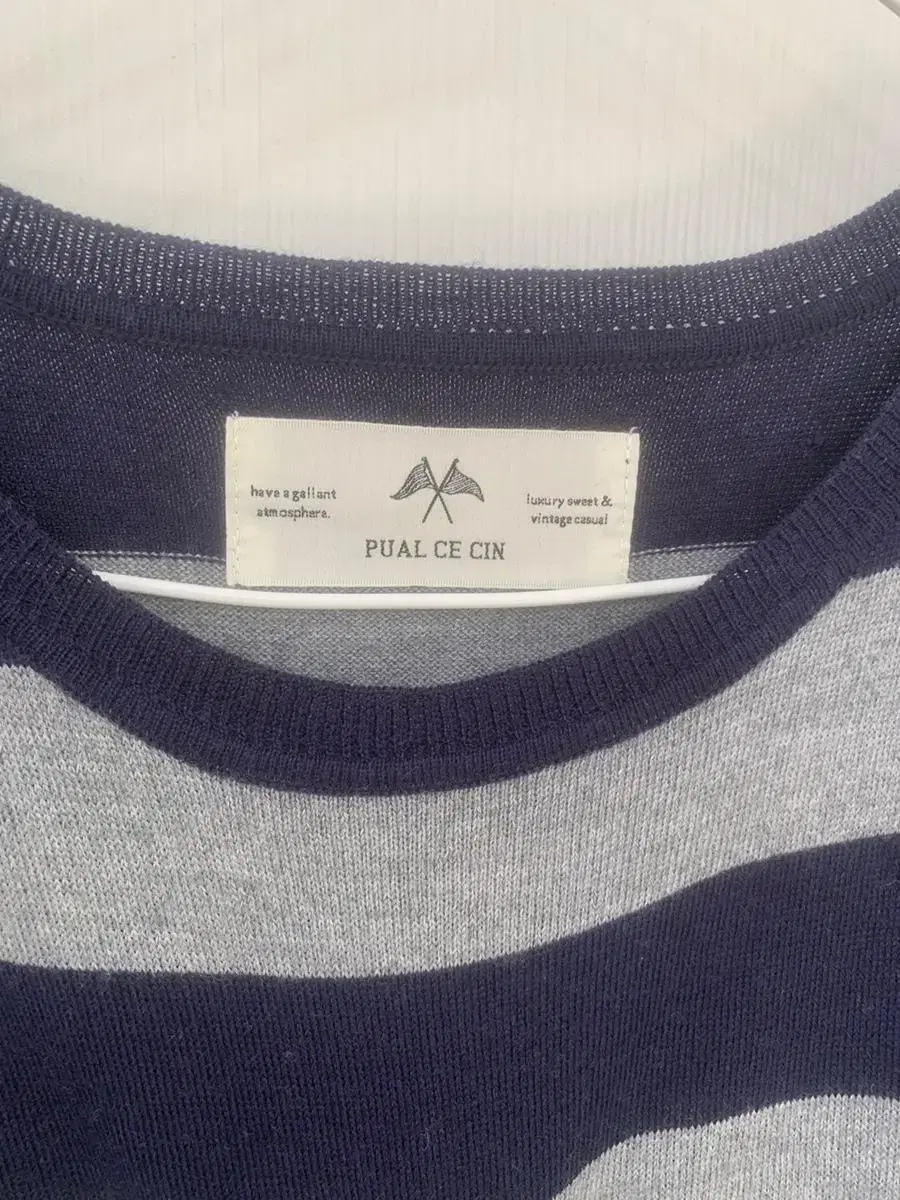 have a gallant
atmosphere.
luxury sweet &
vintage casual
PUAL CE CIN